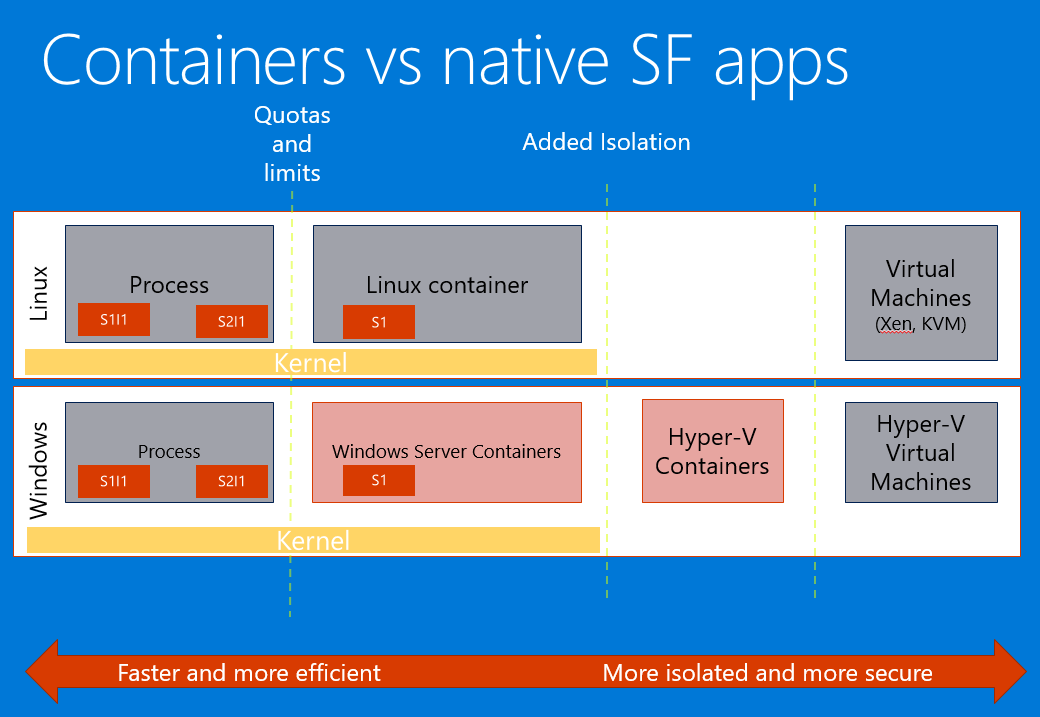 Containers vs native SF apps
Quotas
and
limits
Added Isolation
Linux
Process
S1I1
S2I1
Linux container
S1
Virtual
Machines
(Xen, KVM)
Kernel
Windows
Process
S1I1
S2I1
Windows Server Containers
S1
Hyper-V
Containers
Hyper-V
Virtual
Machines
Kernel
Faster and more efficient
More isolated and more secure